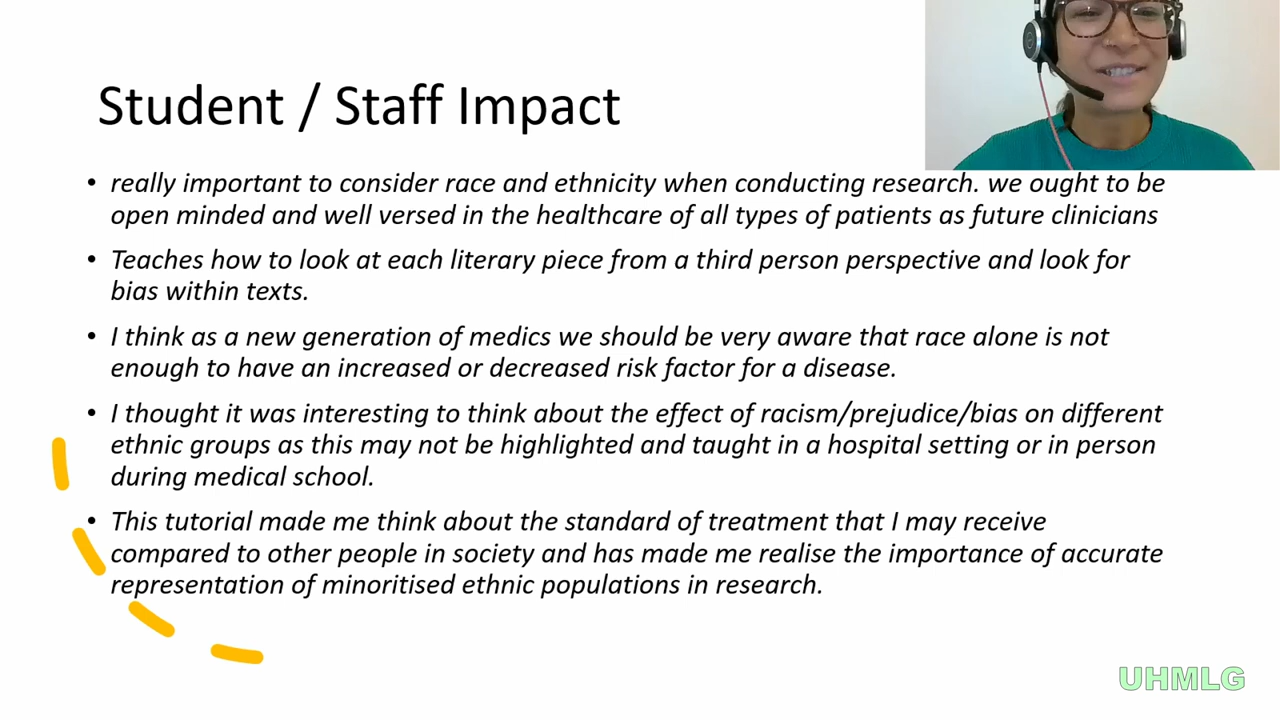 Student / Staff Impact
• really important to consider race and ethnicity when conducting research. we ought to be
open minded and well versed in the healthcare of all types of patients as future clinicians
• Teaches how to look at each literary piece from a third person perspective and look for
bias within texts.
• I think as a new generation of medics we should be very aware that race alone is not
enough to have an increased or decreased risk factor for a disease.
• I thought it was interesting to think about the effect of racism/prejudice/bias on different
ethnic groups as this may not be highlighted and taught in a hospital setting or in person
during medical school.
• This tutorial made me think about the standard of treatment that I may receive
compared to other people in society and has made me realise the importance of accurate
representation of minoritised ethnic populations in research.
UHMLG